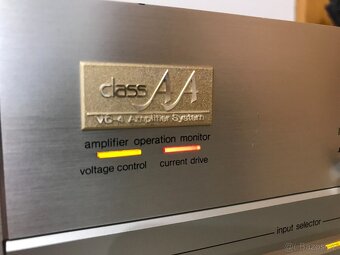 class AA
VC-4 Amplifier System
amplifier operation monitor
voltage control current drive
input selector